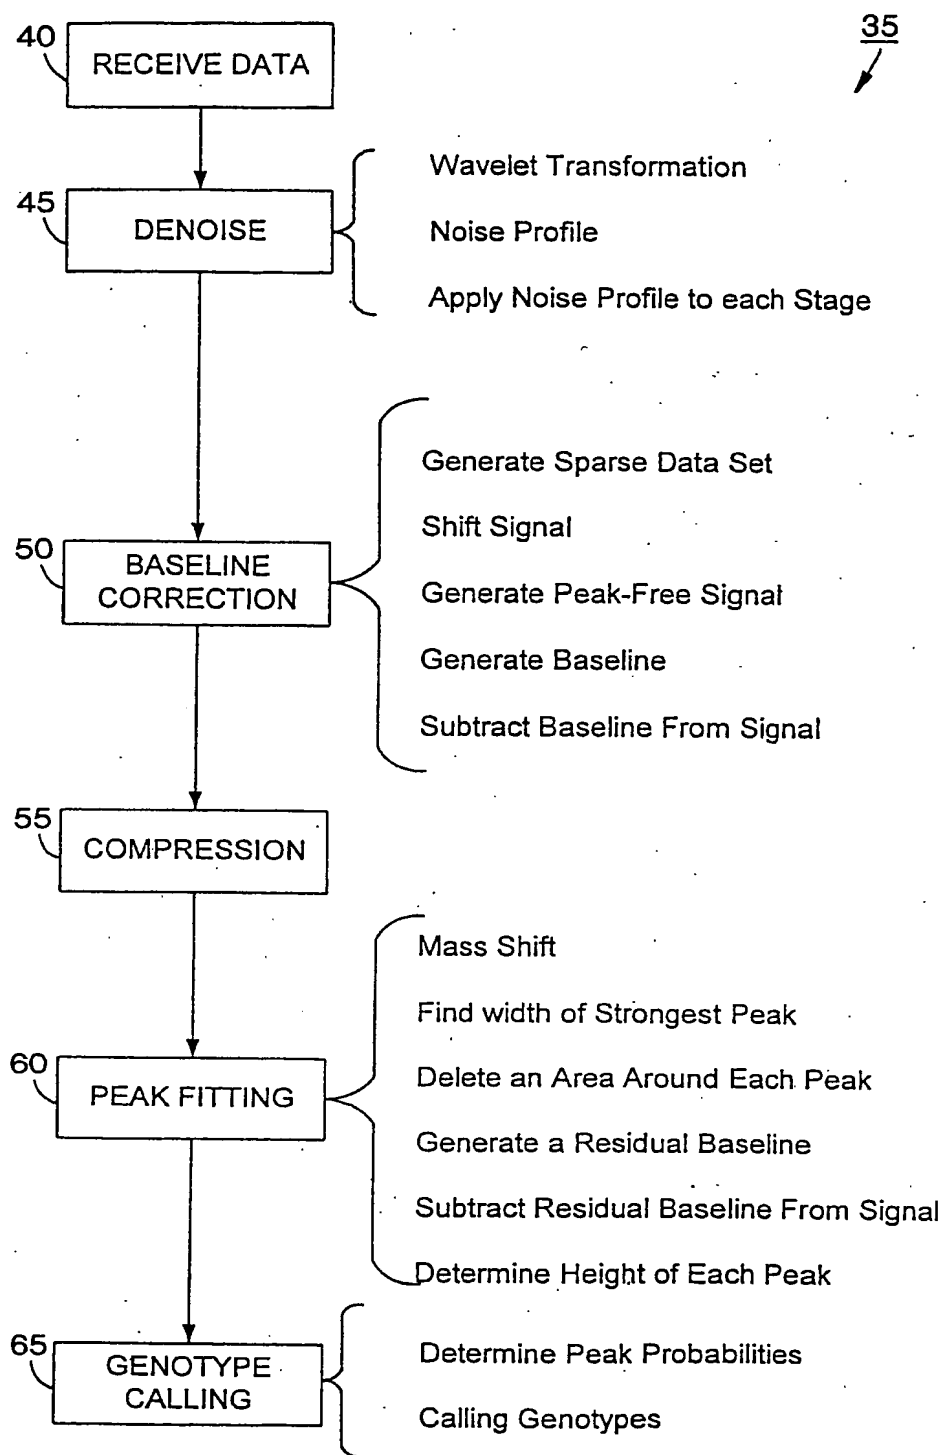 35
40
RECEIVE DATA
45
DENOISE
Wavelet Transformation
Noise Profile
Apply Noise Profile to each Stage
50
BASELINE
CORRECTION
Generate Sparse Data Set
Shift Signal
Generate Peak-Free Signal
Generate Baseline
Subtract Baseline From Signal
55
COMPRESSION
60
PEAK FITTING
Mass Shift
Find width of Strongest Peak
Delete an Area Around Each Peak
Generate a Residual Baseline
Subtract Residual Baseline From Signal
Determine Height of Each Peak
65
GENOTYPE
CALLING
Determine Peak Probabilities
Calling Genotypes